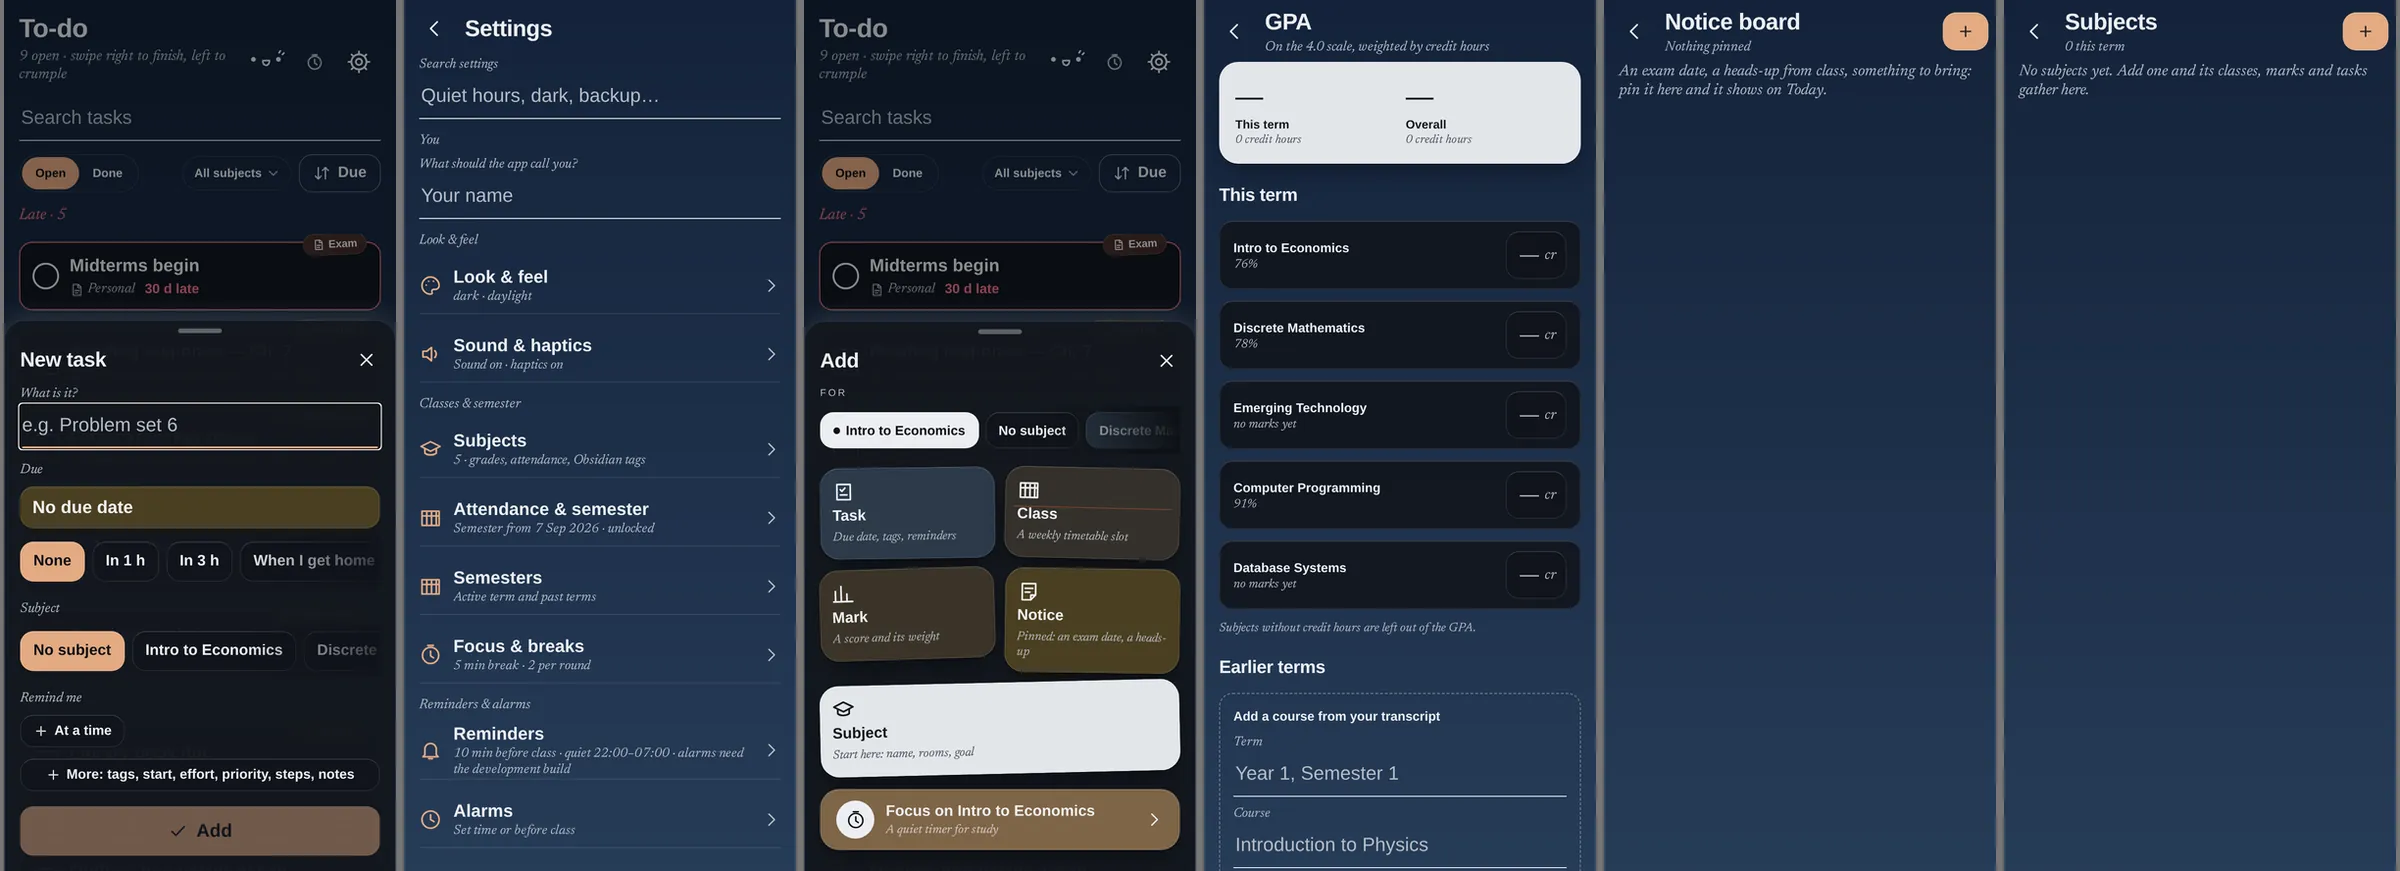 To-do
9 open · swipe right to finish, left to
crumple
Search tasks
Open
Done
All subjects
Due
Late · 5
Exam
Midterms begin
Personal 30 d late
New task
What is it?
e.g. Problem set 6
Due
No due date
None
In 1 h
In 3 h
When I get home
Subject
No subject
Intro to Economics
Discrete
Remind me
+ At a time
+ More: tags, start, effort, priority, steps, notes
Add
Settings
Search settings
Quiet hours, dark, backup…
You
What should the app call you?
Your name
Look & feel
Look & feel
dark · daylight
Sound & haptics
Sound on · haptics on
Classes & semester
Subjects
5 · grades, attendance, Obsidian tags
Attendance & semester
Semester from 7 Sep 2026 · unlocked
Semesters
Active term and past terms
Focus & breaks
5 min break · 2 per round
Reminders & alarms
Reminders
10 min before class · quiet 22:00–07:00 · alarms need
the development build
Alarms
Set time or before class
To-do
9 open · swipe right to finish, left to
crumple
Search tasks
Open
Done
All subjects
Due
Late · 5
Exam
Midterms begin
Personal 30 d late
Add
FOR
Intro to Economics
No subject
Discrete Ma
Task
Due date, tags, reminders
Class
A weekly timetable slot
Mark
A score and its weight
Notice
Pinned: an exam date, a heads-
up
Subject
Start here: name, rooms, goal
Focus on Intro to Economics
A quiet timer for study
GPA
On the 4.0 scale, weighted by credit hours
—
This term
0 credit hours
—
Overall
0 credit hours
This term
Intro to Economics
76%
— cr
Discrete Mathematics
78%
— cr
Emerging Technology
no marks yet
— cr
Computer Programming
91%
— cr
Database Systems
no marks yet
— cr
Subjects without credit hours are left out of the GPA.
Earlier terms
Add a course from your transcript
Term
Year 1, Semester 1
Course
Introduction to Physics
Notice board
Nothing pinned
+
An exam date, a heads-up from class, something to bring:
pin it here and it shows on Today.
Subjects
0 this term
+
No subjects yet. Add one and its classes, marks and tasks
gather here.